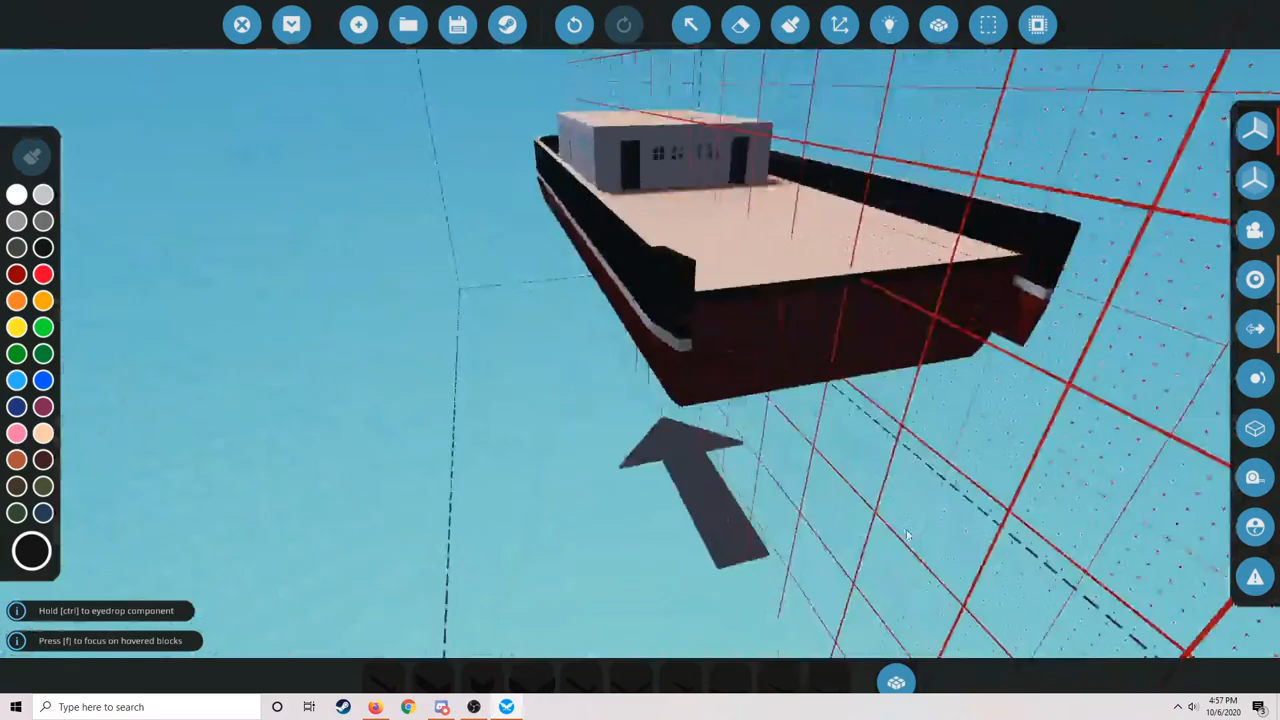 Hold [ctrl] to eyedrop component
Press [f] to focus on hovered blocks
Type here to search
4:57 PM
10/6/2020
3